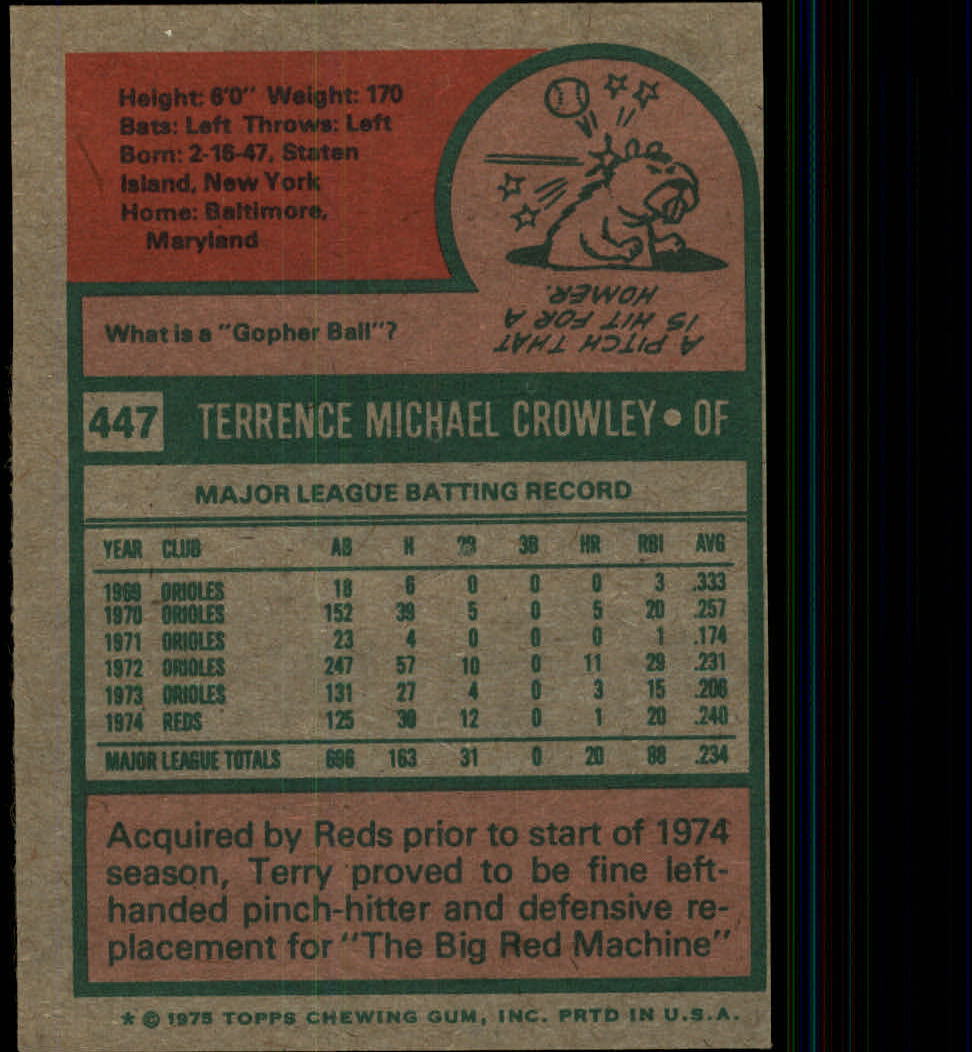 Height: 6'0" Weight: 170
Bats: Left Throws: Left
Born: 2-16-47, Staten
Island, New York
Home: Baltimore,
Maryland
What is a "Gopher Ball"?
A PITCH THAT
IS HIT FOR A
HOMER.
447 TERRENCE MICHAEL CROWLEY • OF
MAJOR LEAGUE BATTING RECORD
YEAR CLUB AB H 2B 3B HR RBI AVG
1969 ORIOLES 18 6 0 0 0 3 .333
1970 ORIOLES 152 39 5 0 5 20 .257
1971 ORIOLES 23 4 0 0 0 1 .174
1972 ORIOLES 247 57 10 0 11 29 .231
1973 ORIOLES 131 27 4 0 3 15 .206
1974 REDS 125 30 12 0 1 20 .240
MAJOR LEAGUE TOTALS 696 163 31 0 20 88 .234
Acquired by Reds prior to start of 1974
season, Terry proved to be fine left-
handed pinch-hitter and defensive re-
placement for "The Big Red Machine"
* © 1975 TOPPS CHEWING GUM, INC. PRTD IN U.S.A.